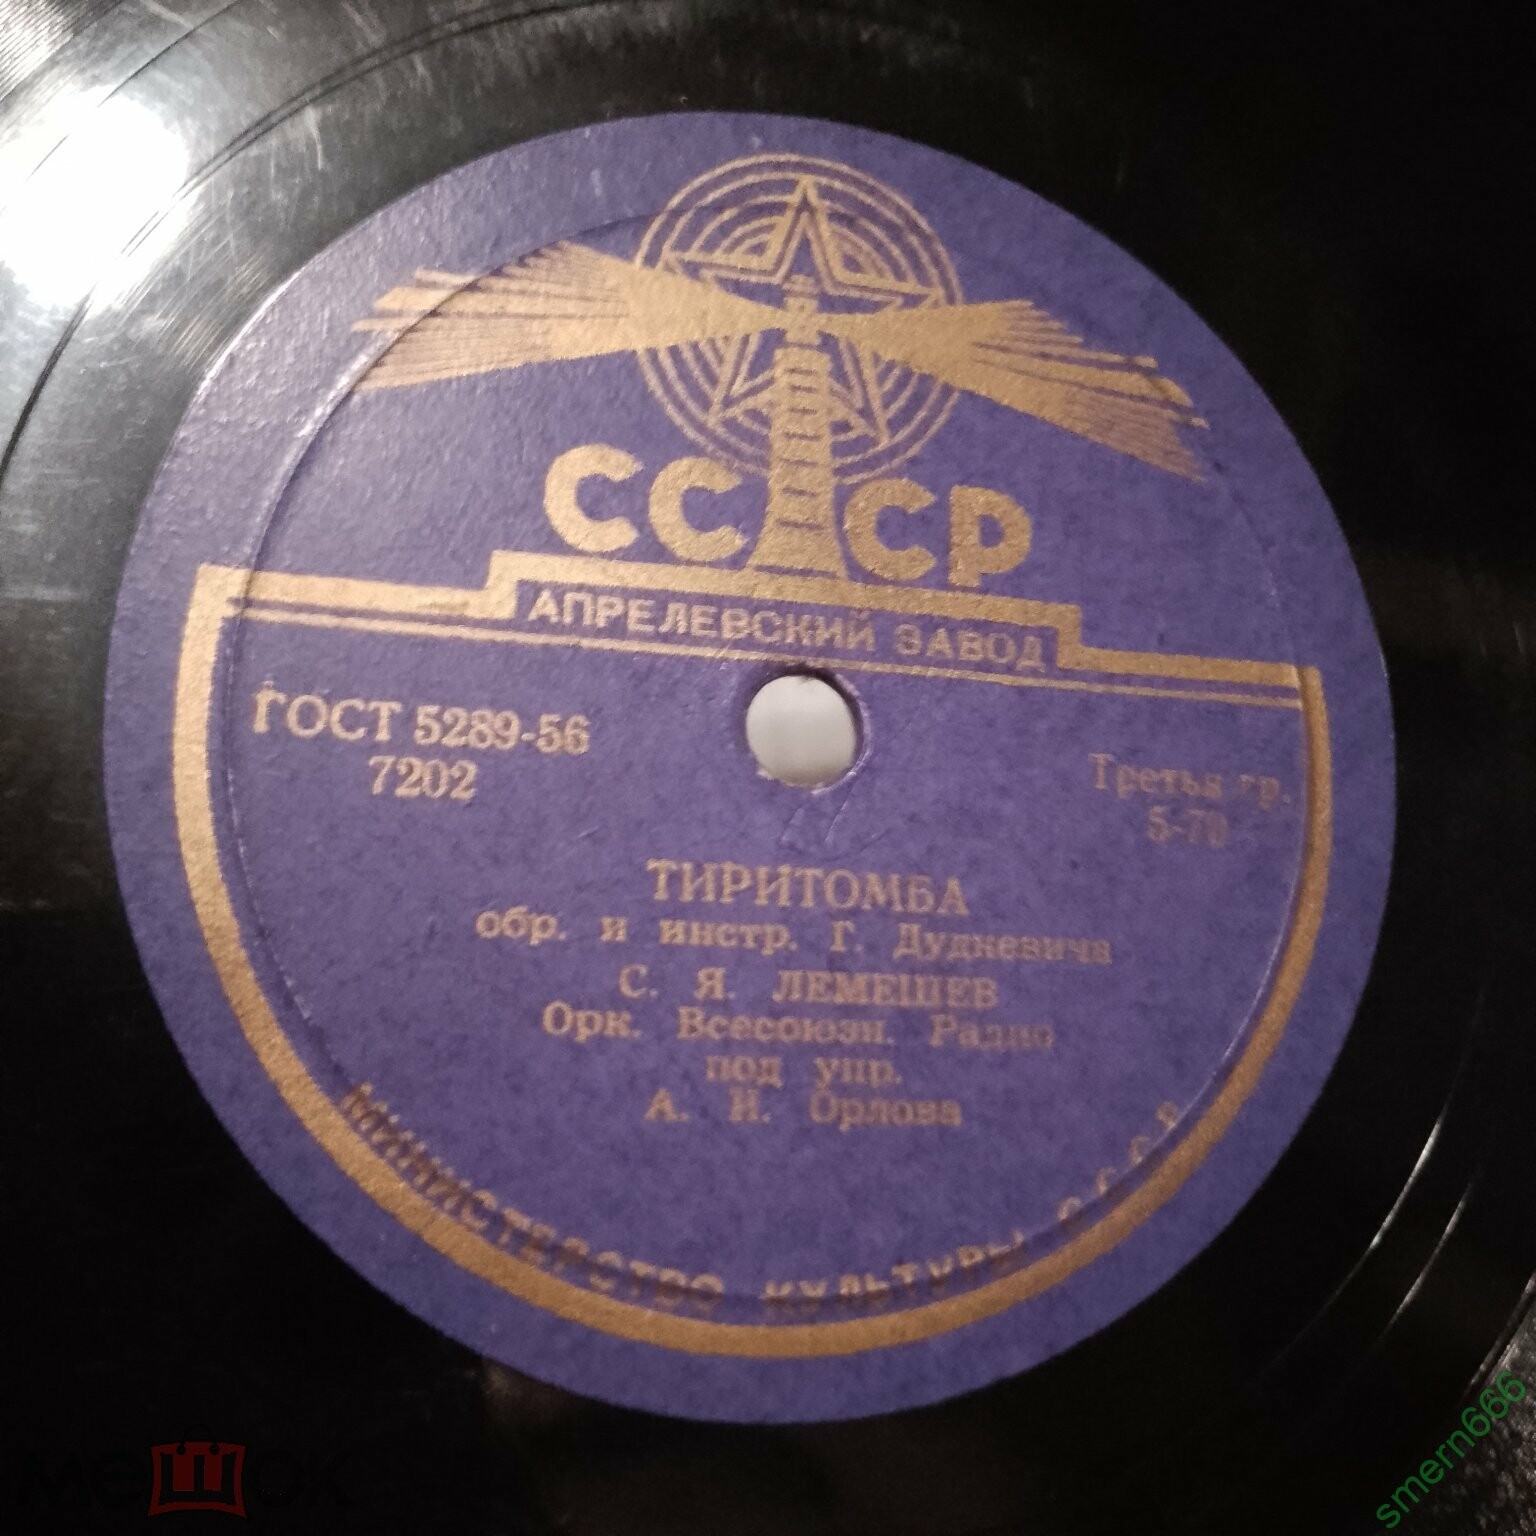 СССР
АПРЕЛЕВСКИЙ ЗАВОД
ГОСТ 5289-56
7202
Третья гр.
5-70
ТИРИТОМБА
обр. и инстр. Г. Дудкевича
С. Я. ЛЕМЕШЕВ
Орк. Всесоюзн. Радио
под упр.
А. И. Орлова
МИНИСТЕРСТВО КУЛЬТУРЫ СССР
мешок
smern666